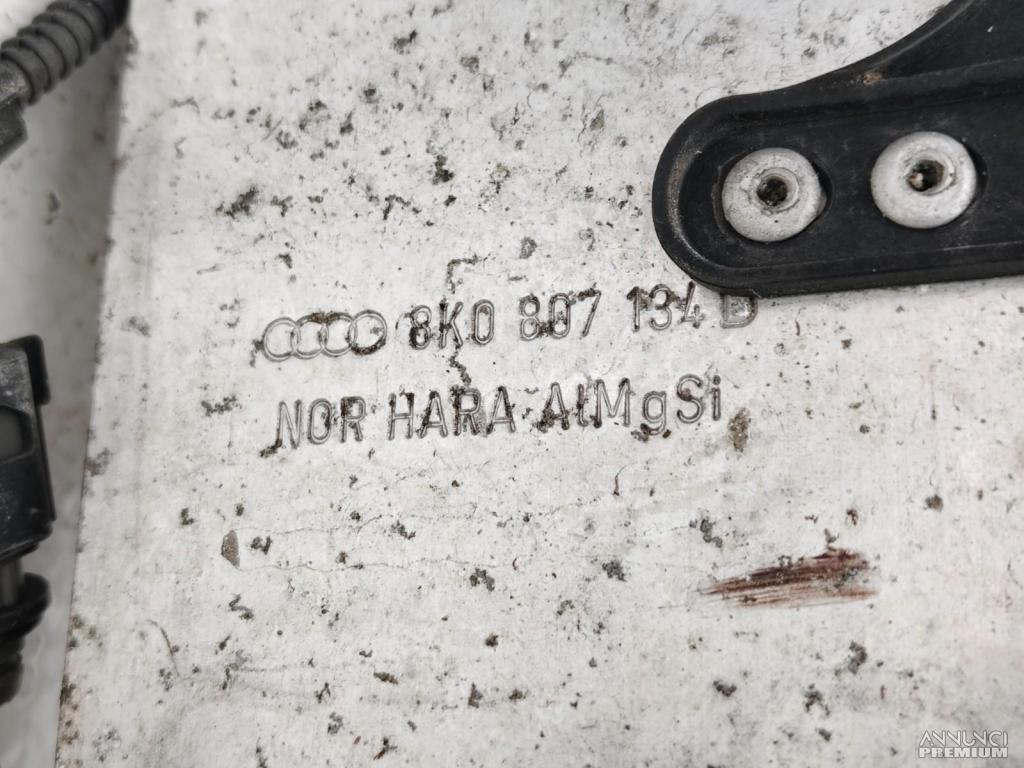 8K0 807 134 D
NOR HARA AlMgSi
ANNUNCI
PREMIUM